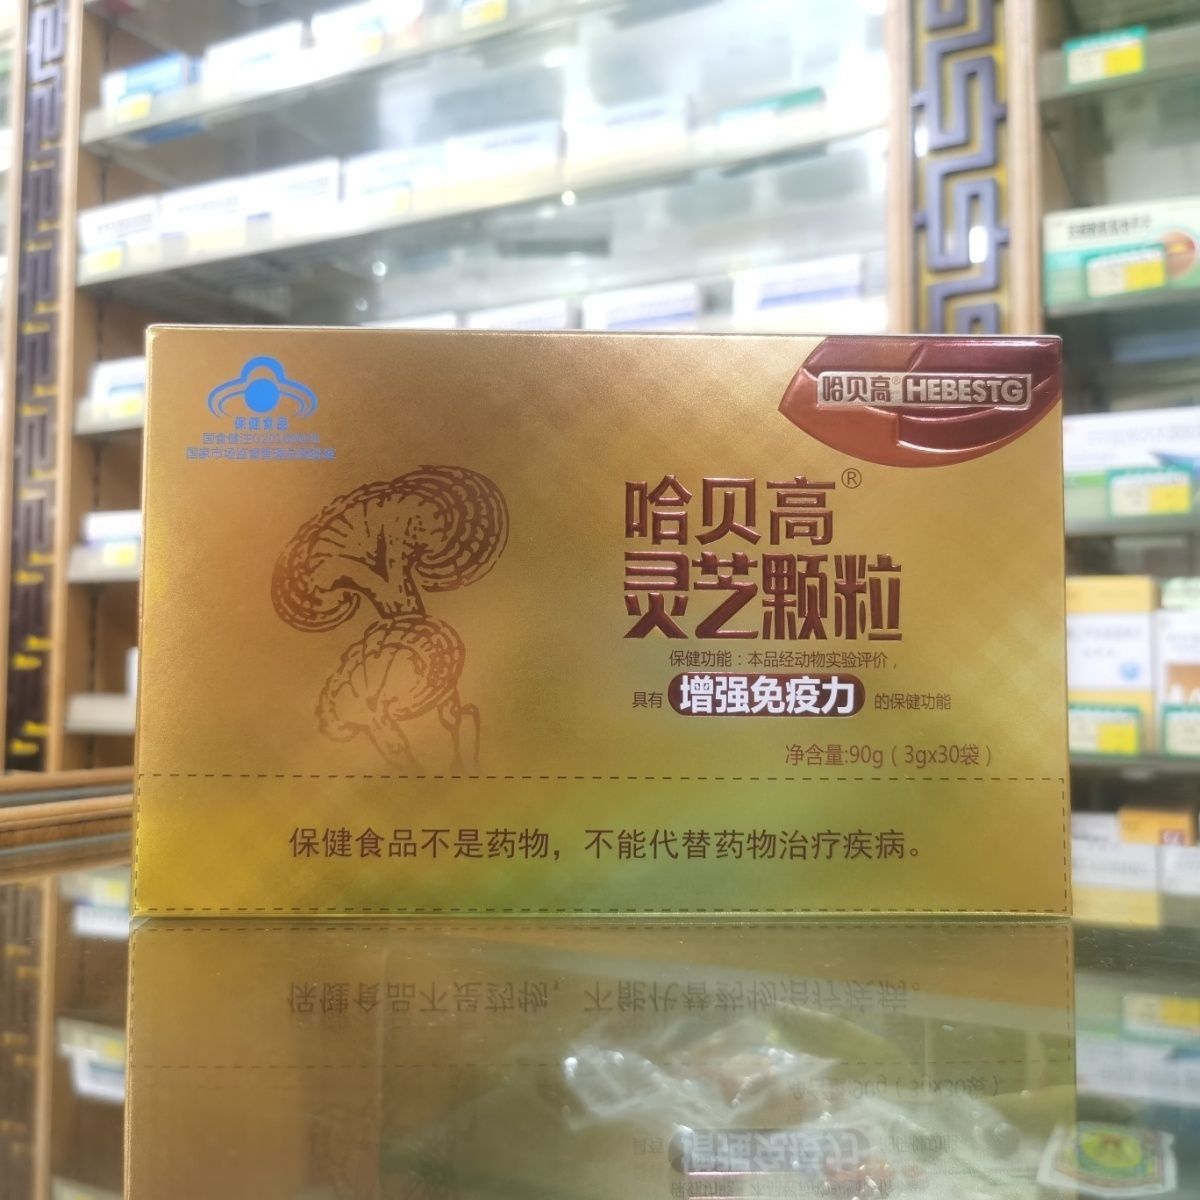 保健食品
哈贝高® HEBESTG
哈贝高®
灵芝颗粒
保健功能：本品经动物实验评价，
具有 增强免疫力 的保健功能
净含量:90g（3gx30袋）
保健食品不是药物，不能代替药物治疗疾病。